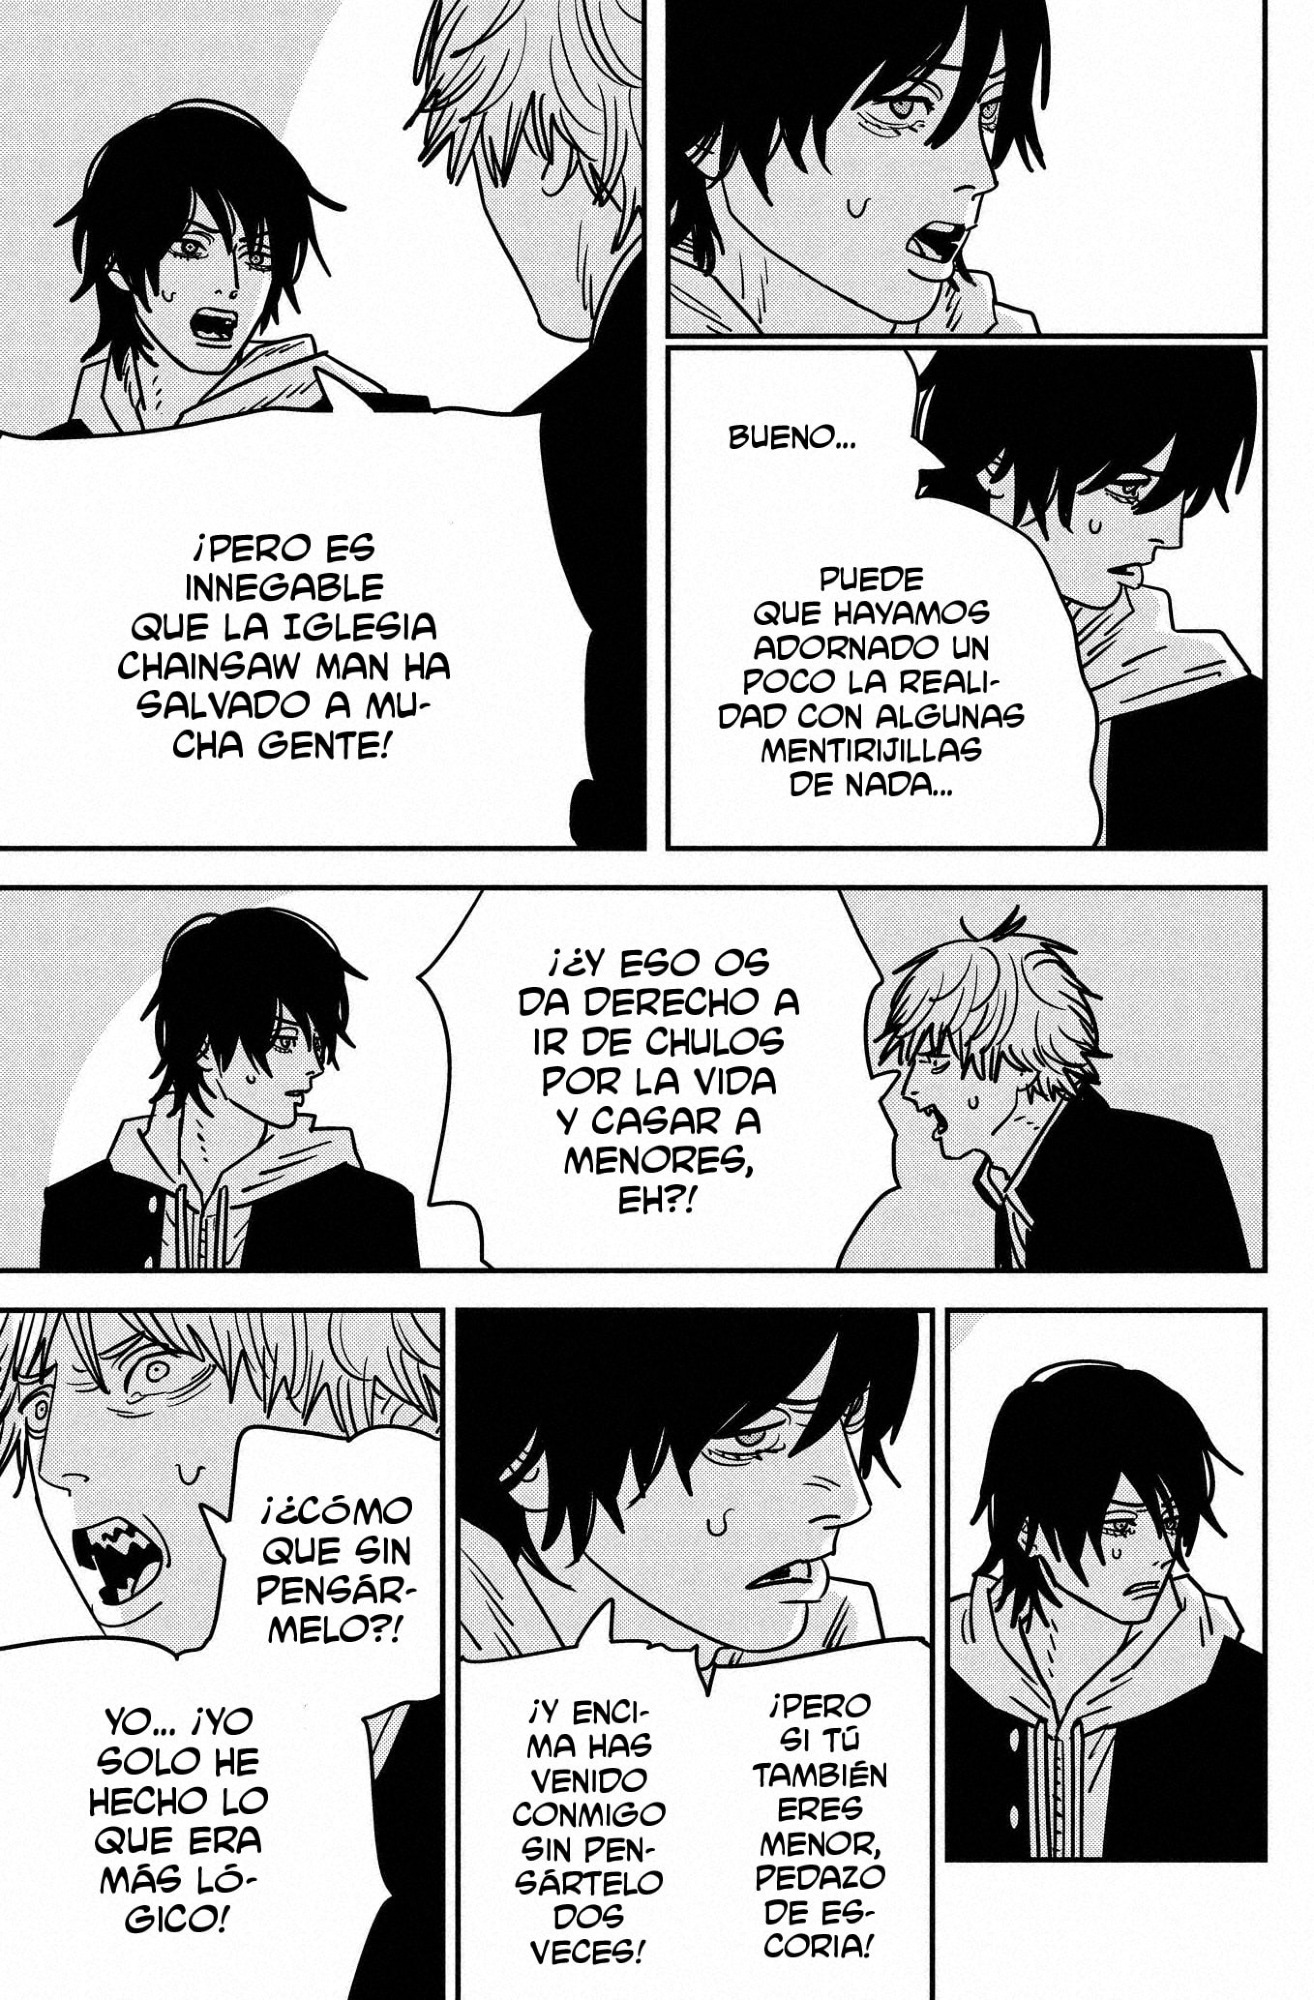 BUENO...
PUEDE
QUE HAYAMOS
ADORNADO UN
POCO LA REALI-
DAD CON ALGUNAS
MENTIRIJILLAS
DE NADA...
¡PERO ES
INNEGABLE
QUE LA IGLESIA
CHAINSAW MAN HA
SALVADO A MU-
CHA GENTE!
¡¿Y ESO OS
DA DERECHO A
IR DE CHULOS
POR LA VIDA
Y CASAR A
MENORES,
EH?!
¡PERO
SI TÚ
TAMBIÉN
ERES
MENOR,
PEDAZO
DE ES-
CORIA!
¡Y ENCI-
MA HAS
VENIDO
CONMIGO
SIN PEN-
SÁRTELO
DOS
VECES!
¡¿CÓMO
QUE SIN
PENSÁR-
MELO?!
YO... ¡YO
SOLO HE
HECHO LO
QUE ERA
MÁS LÓ-
GICO!